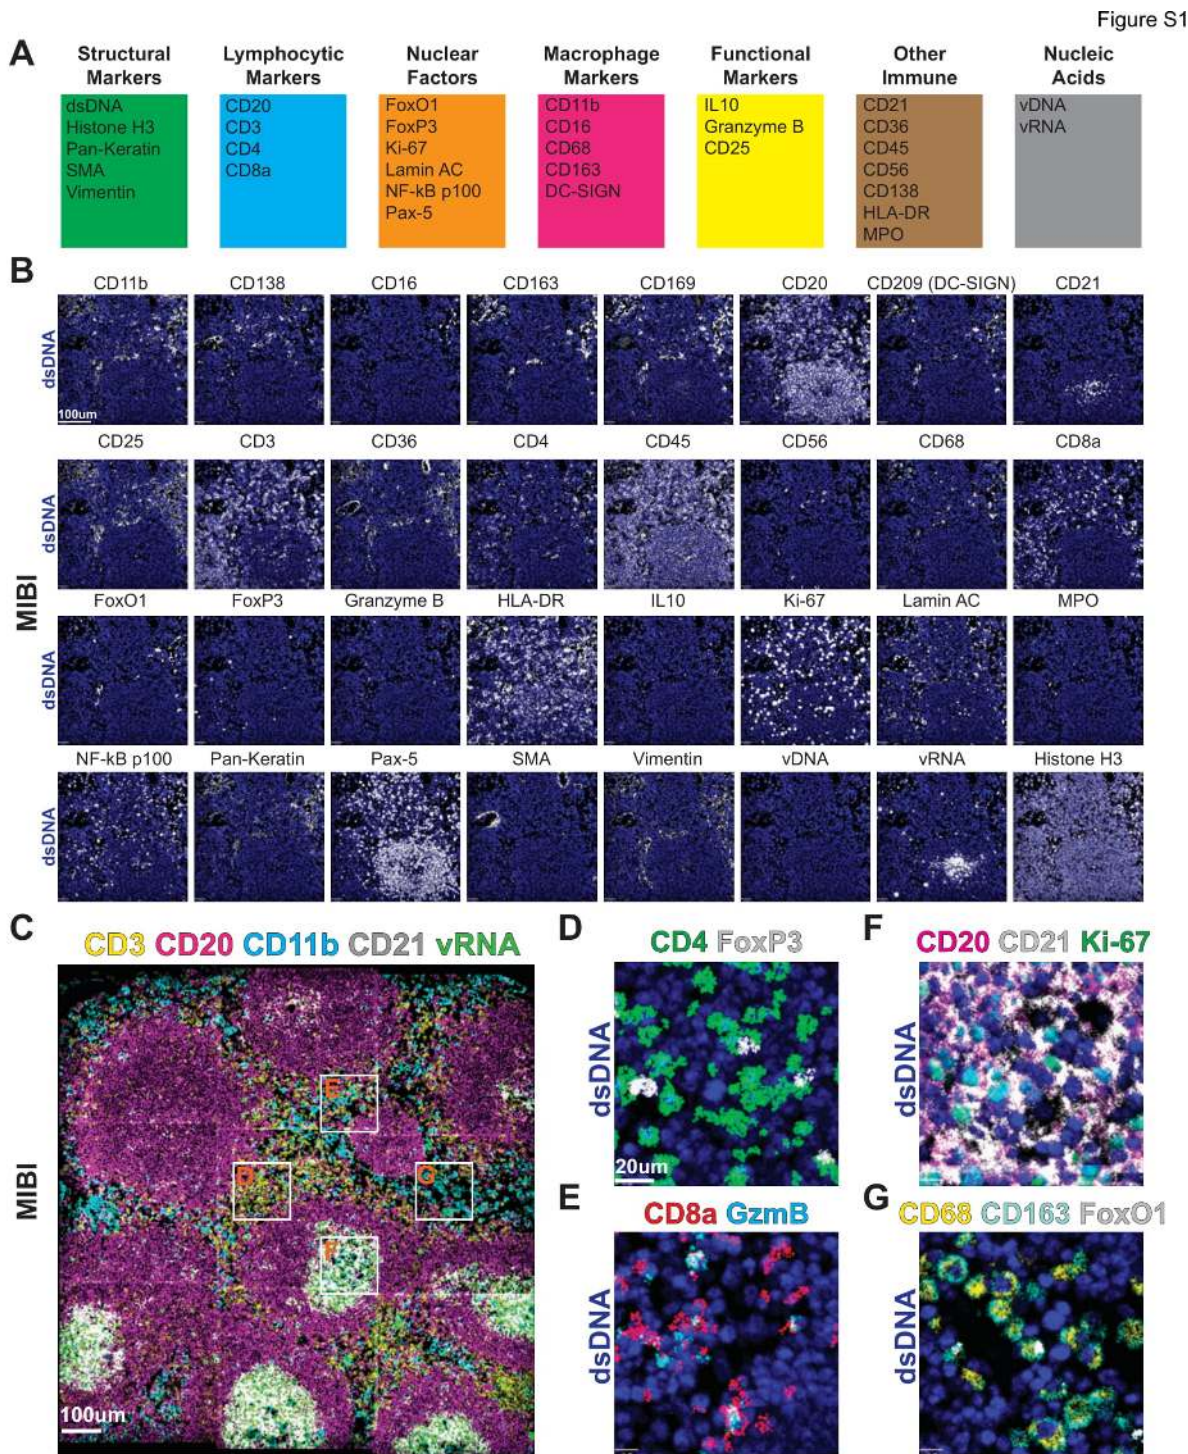 Figure S1
A
Structural
Markers
dsDNA
Histone H3
Pan-Keratin
SMA
Vimentin
Lymphocytic
Markers
CD20
CD3
CD4
CD8a
Nuclear
Factors
FoxO1
FoxP3
Ki-67
Lamin AC
NF-kB p100
Pax-5
Macrophage
Markers
CD11b
CD16
CD68
CD163
DC-SIGN
Functional
Markers
IL10
Granzyme B
CD25
Other
Immune
CD21
CD36
CD45
CD56
CD138
HLA-DR
MPO
Nucleic
Acids
vDNA
vRNA
B
MIBI
CD11b CD138 CD16 CD163 CD169 CD20 CD209 (DC-SIGN) CD21
dsDNA
100um
CD25 CD3 CD36 CD4 CD45 CD56 CD68 CD8a
dsDNA
FoxO1 FoxP3 Granzyme B HLA-DR IL10 Ki-67 Lamin AC MPO
dsDNA
NF-kB p100 Pan-Keratin Pax-5 SMA Vimentin vDNA vRNA Histone H3
dsDNA
C
CD3 CD20 CD11b CD21 vRNA
MIBI
E
D
G
F
100um
D
CD4 FoxP3
dsDNA
20um
F
CD20 CD21 Ki-67
dsDNA
E
CD8a GzmB
dsDNA
G
CD68 CD163 FoxO1
dsDNA